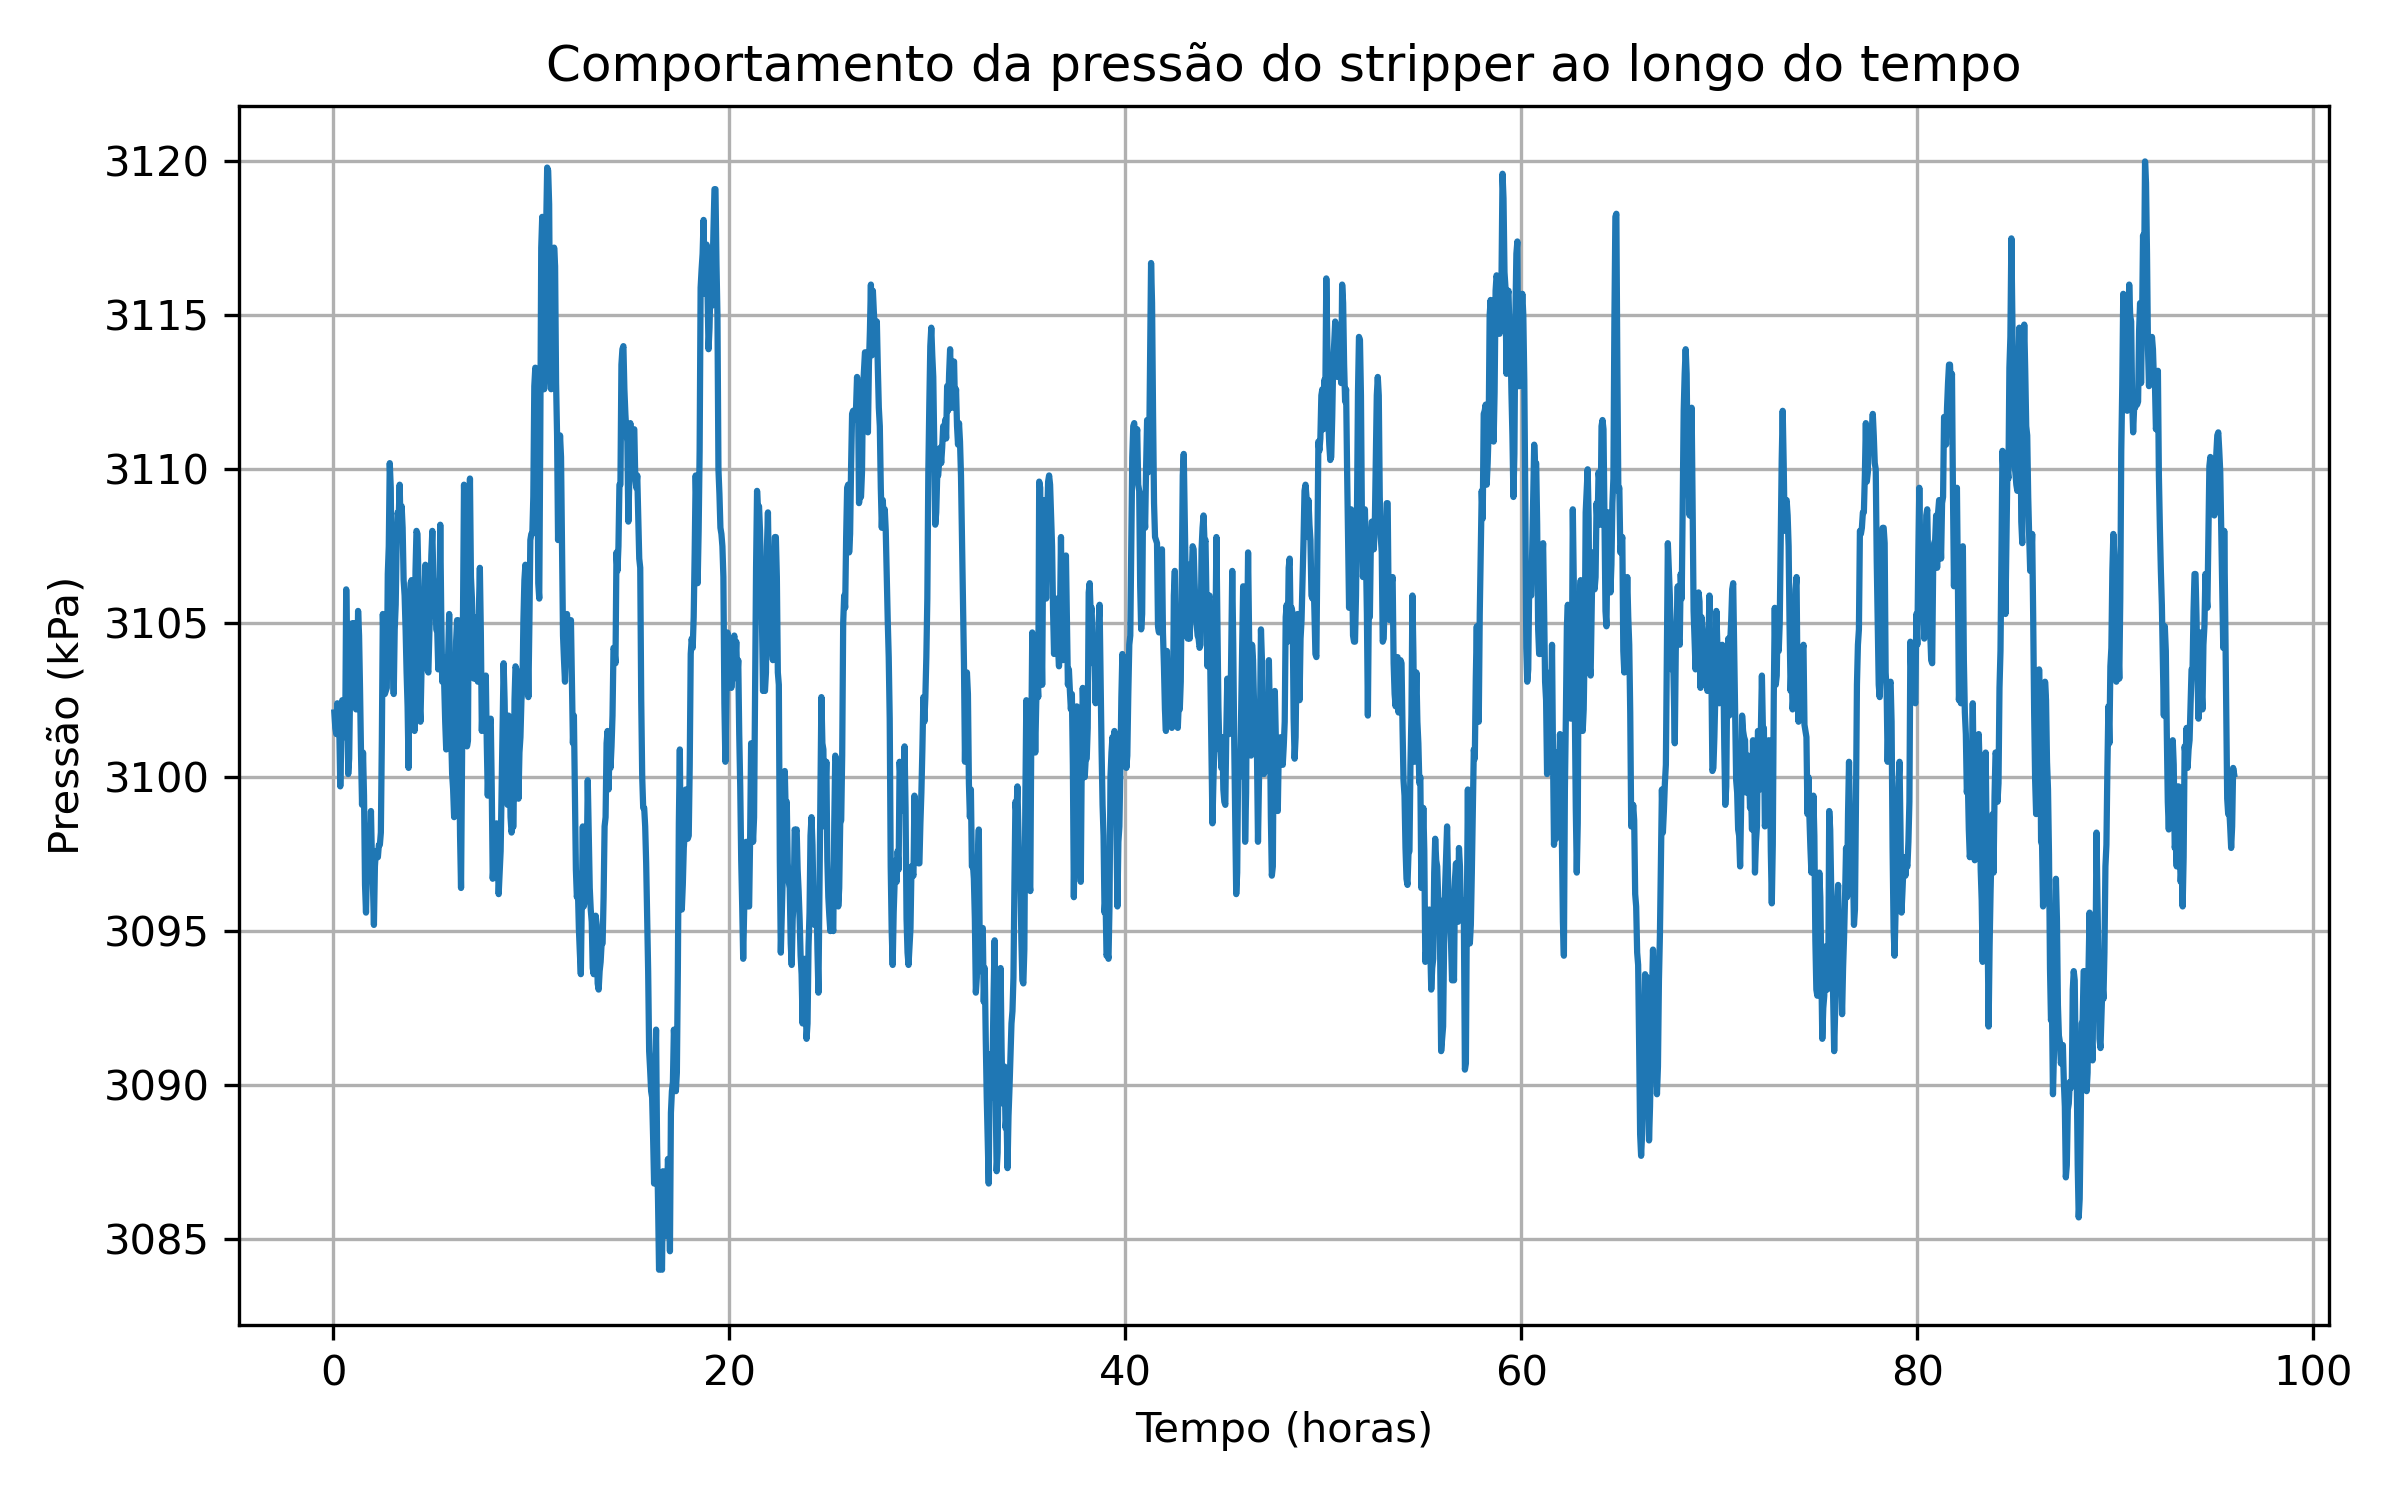 Comportamento da pressão do stripper ao longo do tempo
Pressão (kPa)
3120
3115
3110
3105
3100
3095
3090
3085
0 20 40 60 80 100
Tempo (horas)